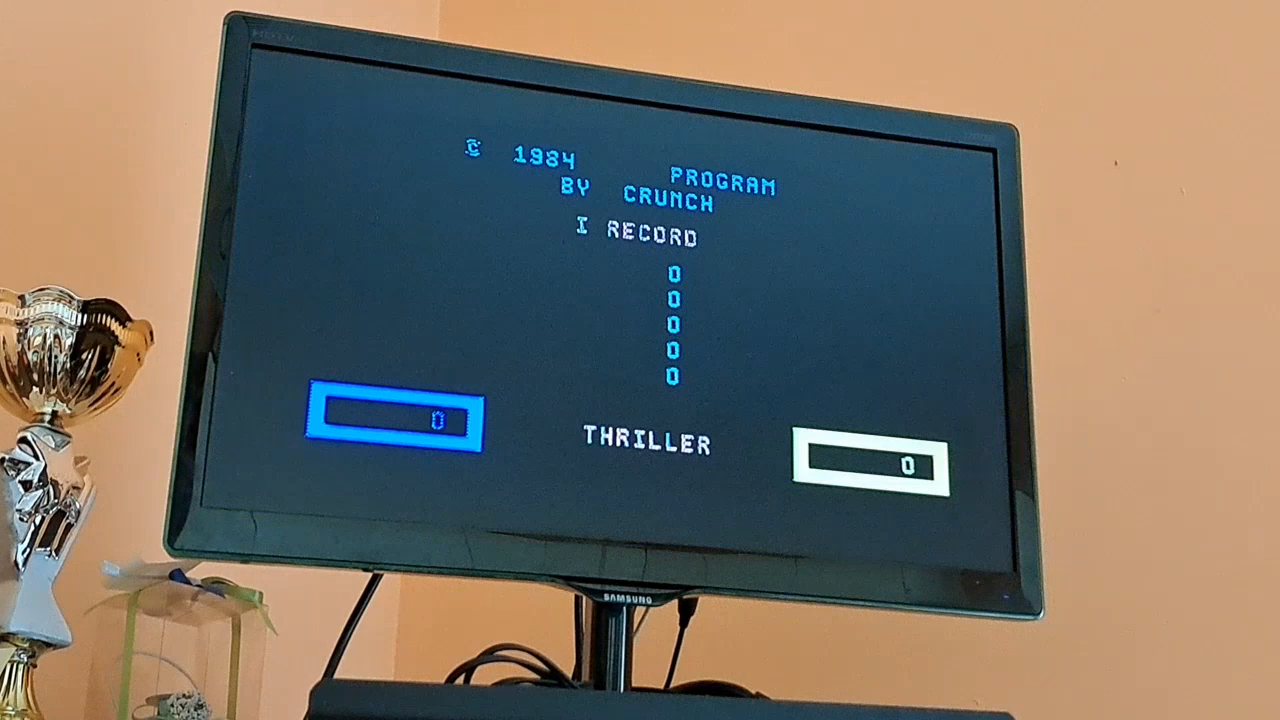 © 1984 PROGRAM
BY CRUNCH
I RECORD
0
0
0
0
0
0 THRILLER 0
SAMSUNG